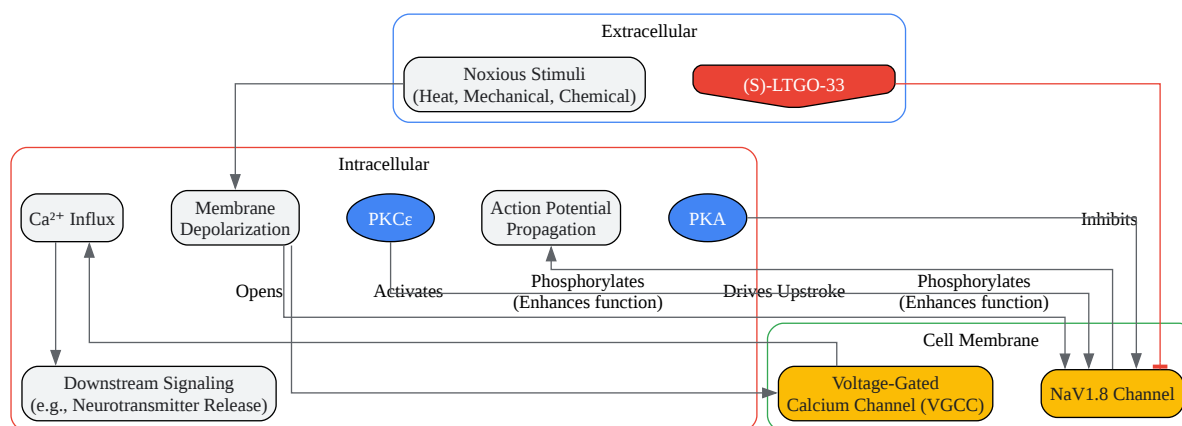 Extracellular
Noxious Stimuli
(Heat, Mechanical, Chemical)
(S)-LTGO-33
Intracellular
Ca²⁺ Influx
Membrane
Depolarization
PKCε
Action Potential
Propagation
PKA
Inhibits
Opens
Activates
Phosphorylates
(Enhances function)
Drives Upstroke
Phosphorylates
(Enhances function)
Cell Membrane
Downstream Signaling
(e.g., Neurotransmitter Release)
Voltage-Gated
Calcium Channel (VGCC)
NaV1.8 Channel